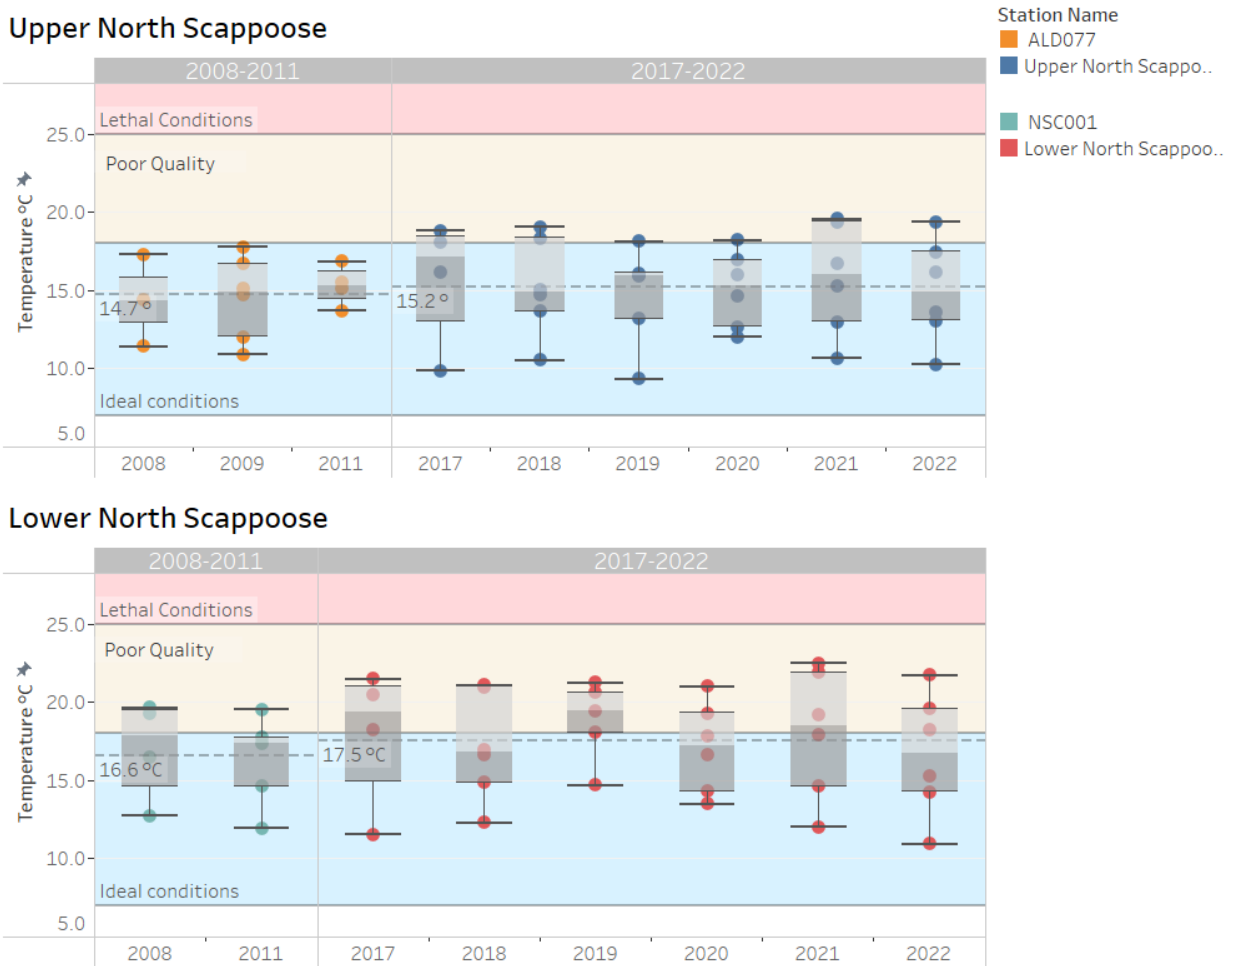 Upper North Scappoose
Station Name
ALD077
Upper North Scappo..
NSC001
Lower North Scappoo..
2008-2011 2017-2022
Lethal Conditions
25.0
Poor Quality
20.0
15.0
14.7°
15.2°
10.0
Ideal conditions
5.0
Temperature ºC
2008 2009 2011 2017 2018 2019 2020 2021 2022
Lower North Scappoose
2008-2011 2017-2022
Lethal Conditions
25.0
Poor Quality
20.0
17.5 ºC
16.6 ºC
15.0
10.0
Ideal conditions
5.0
Temperature ºC
2008 2011 2017 2018 2019 2020 2021 2022